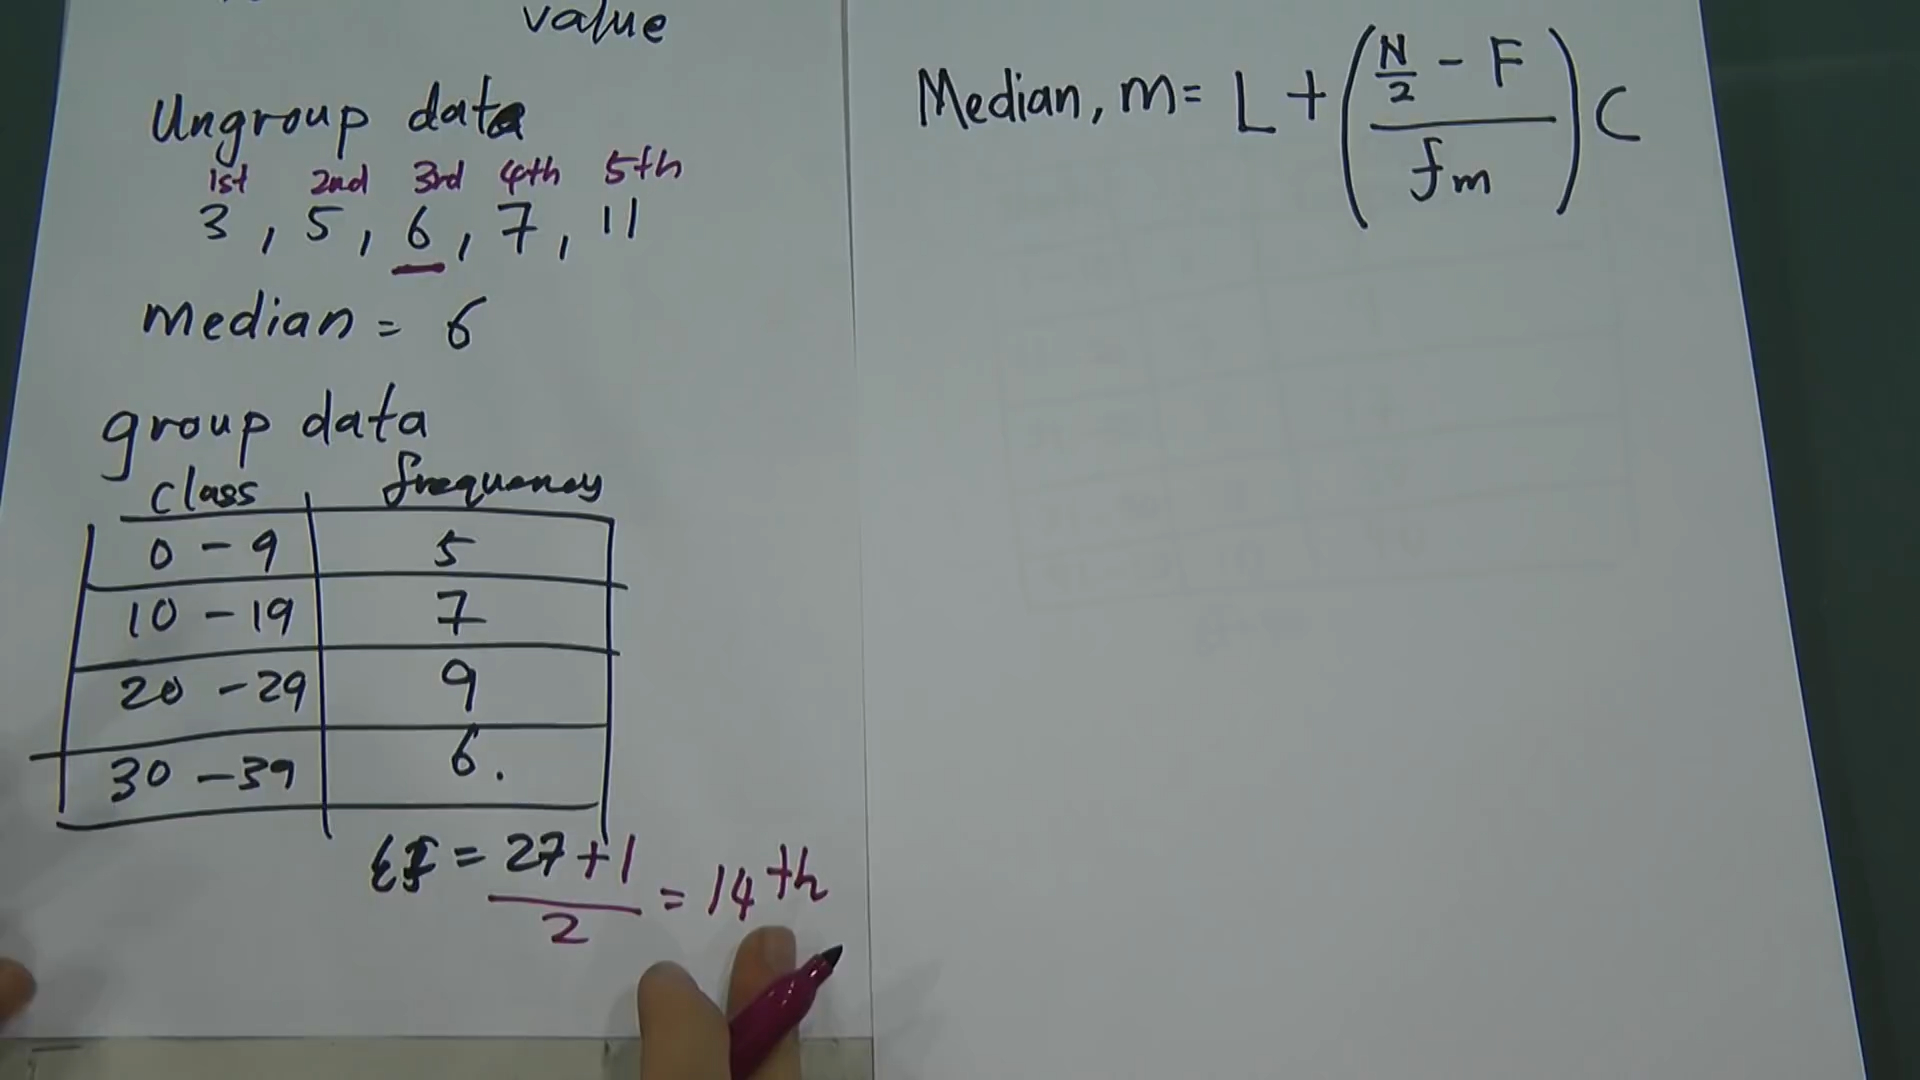 value
Ungroup data
1st 2nd 3rd 4th 5th
3 , 5 , 6 , 7 , 11
median = 6
group data
class frequency
0 - 9 5
10 - 19 7
20 - 29 9
30 - 39 6.
Σf = 27 + 1 / 2 = 14th
Median, m = L + ( (N/2 - F) / fm ) C